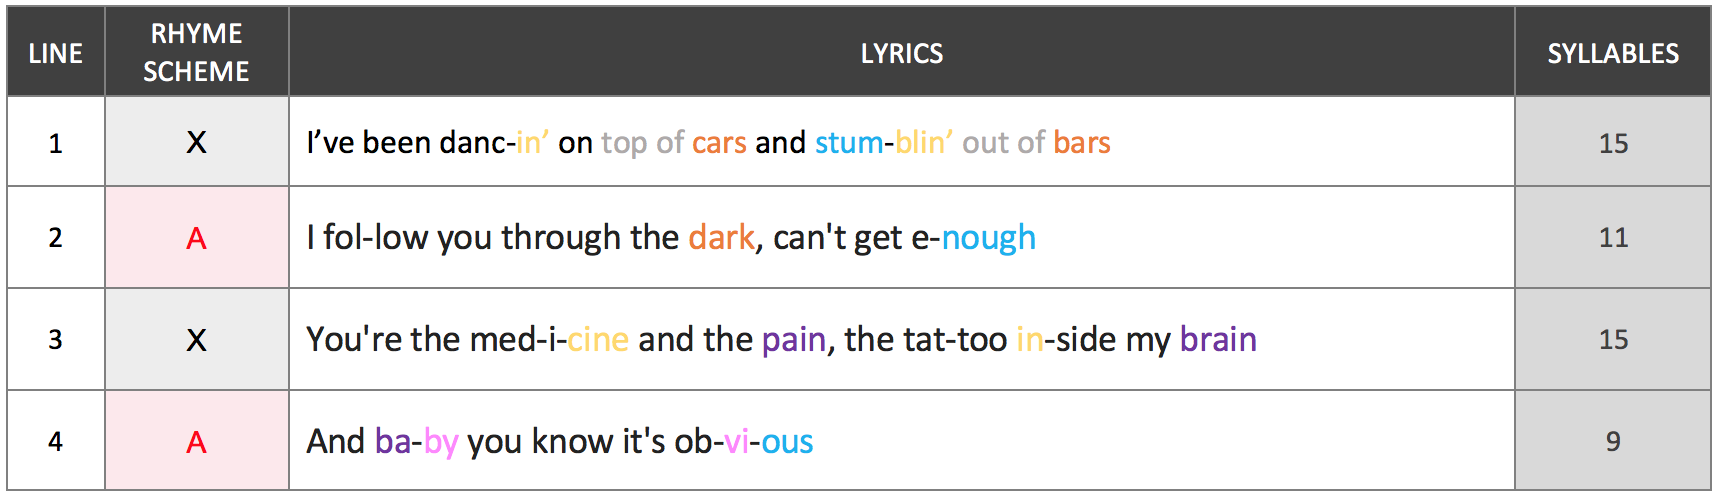 LINE RHYME SCHEME LYRICS SYLLABLES
1 X I’ve been danc-in’ on top of cars and stum-blin’ out of bars 15
2 A I fol-low you through the dark, can't get e-nough 11
3 X You're the med-i-cine and the pain, the tat-too in-side my brain 15
4 A And ba-by you know it's ob-vi-ous 9